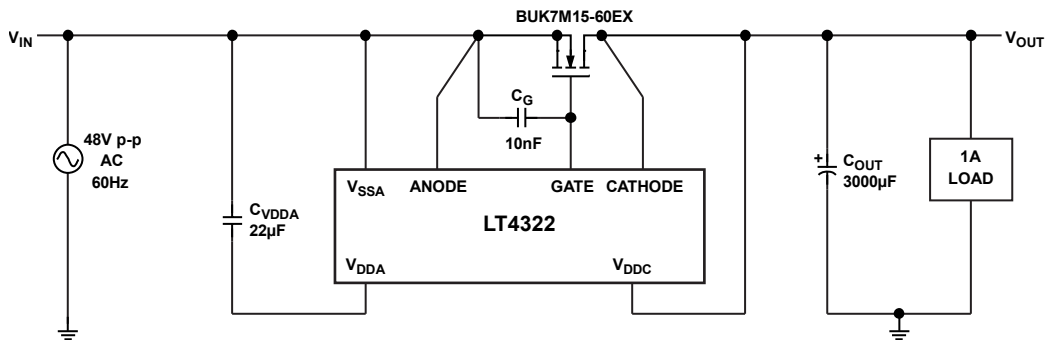 BUK7M15-60EX
VIN
VOUT
CG
10nF
48V p-p
AC
60Hz
+
COUT
3000µF
1A
LOAD
VSSA
ANODE
GATE
CATHODE
CVDDA
22µF
LT4322
VDDA
VDDC